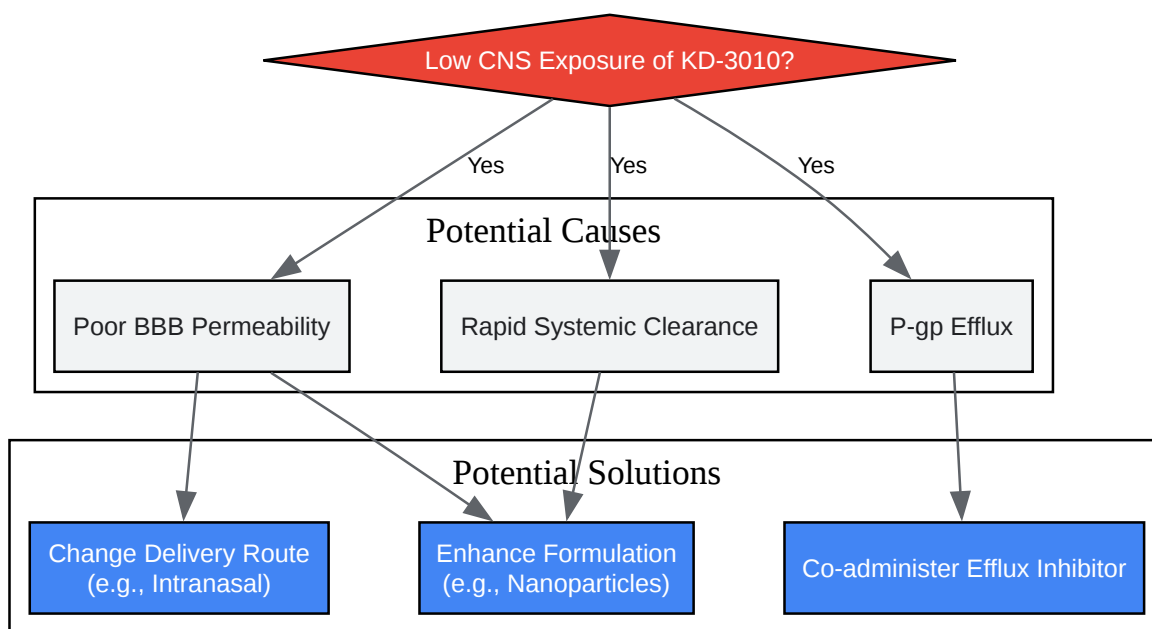 Low CNS Exposure of KD-3010?
Yes
Yes
Yes
Potential Causes
Poor BBB Permeability
Rapid Systemic Clearance
P-gp Efflux
Potential Solutions
Change Delivery Route
(e.g., Intranasal)
Enhance Formulation
(e.g., Nanoparticles)
Co-administer Efflux Inhibitor